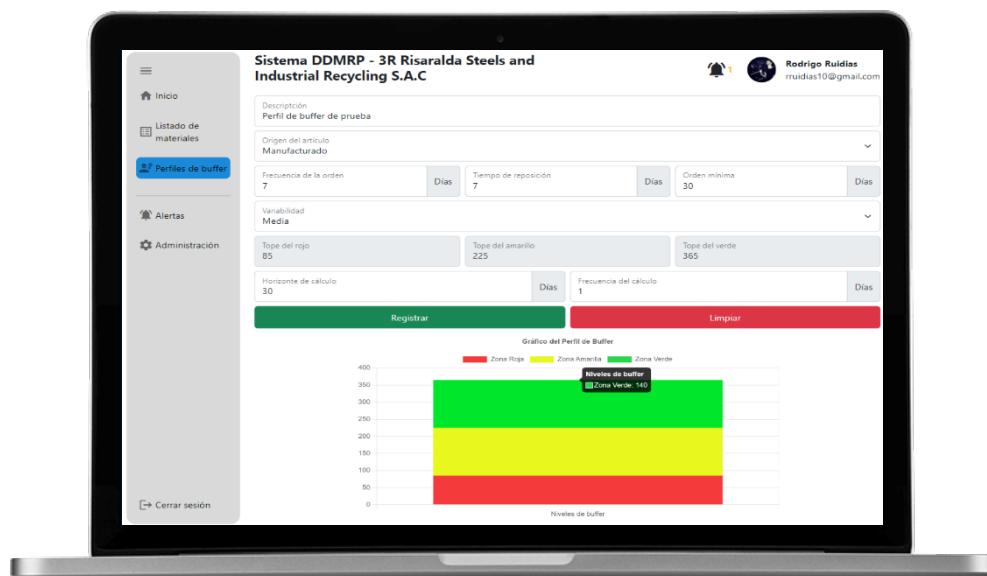 Sistema DDMRP - 3R Risaralda Steels and
Industrial Recycling S.A.C
1
Rodrigo Ruidias
rruidias10@gmail.com
Inicio
Listado de
materiales
Perfiles de buffer
Alertas
Administración
Cerrar sesión
Descriptción
Perfil de buffer de prueba
Origen del artículo
Manufacturado
Frecuencia de la orden
7
Días
Tiempo de reposición
7
Días
Orden mínima
30
Días
Variabilidad
Media
Tope del rojo
85
Tope del amarillo
225
Tope del verde
365
Horizonte de cálculo
30
Días
Frecuencia del cálculo
1
Días
Registrar
Limpiar
Gráfico del Perfil de Buffer
Zona Roja
Zona Amarilla
Zona Verde
Niveles de buffer
Zona Verde: 140
400
350
300
250
200
150
100
50
0
Niveles de buffer